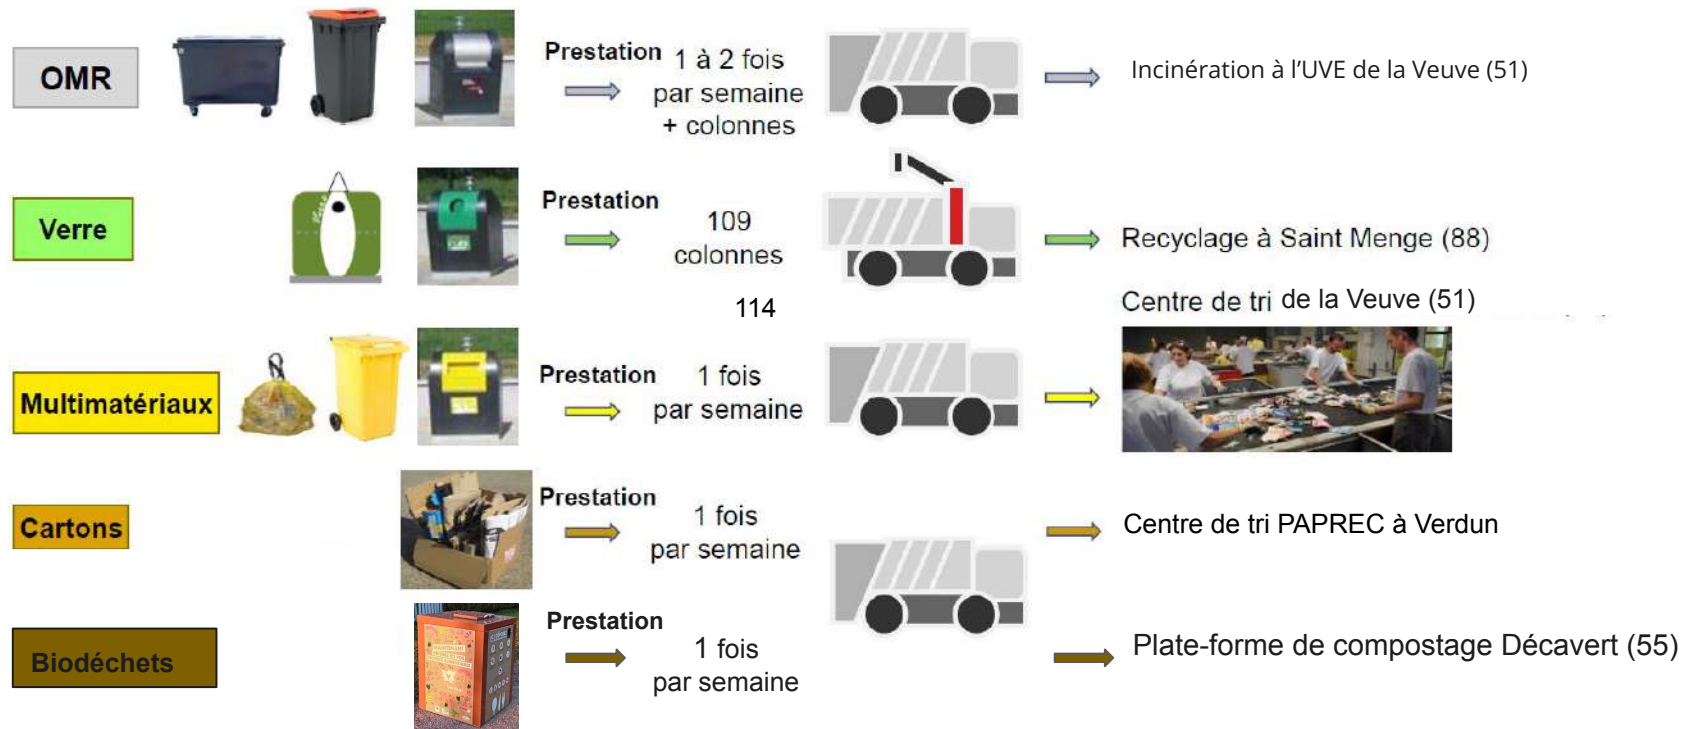 OMR
Prestation
1 à 2 fois
par semaine
+ colonnes
Incinération à l'UVE de la Veuve (51)
Verre
Verre
Prestation
109
colonnes
Recyclage à Saint Menge (88)
114
Centre de tri de la Veuve (51)
Multimatériaux
Prestation
1 fois
par semaine
Cartons
Prestation
1 fois
par semaine
Centre de tri PAPREC à Verdun
Biodéchets
Prestation
1 fois
par semaine
Plate-forme de compostage Décavert (55)